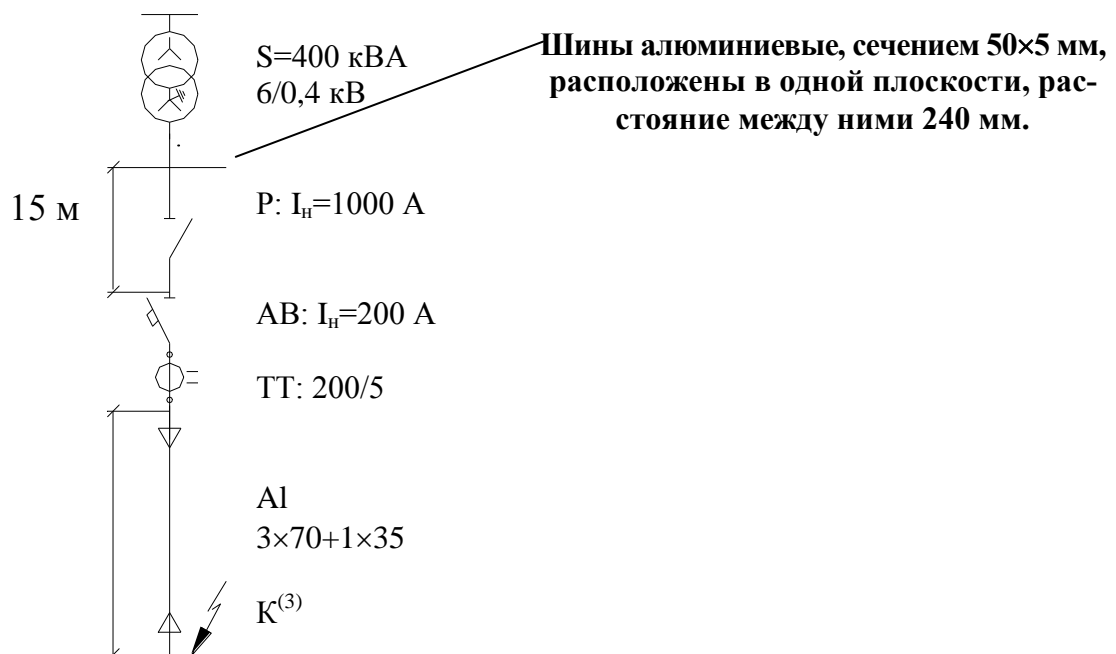 S=400 кВА
6/0,4 кВ
Шины алюминиевые, сечением 50×5 мм,
расположены в одной плоскости, рас-
стояние между ними 240 мм.
15 м
Р: Iн=1000 А
АВ: Iн=200 А
ТТ: 200/5
Al
3×70+1×35
К(3)